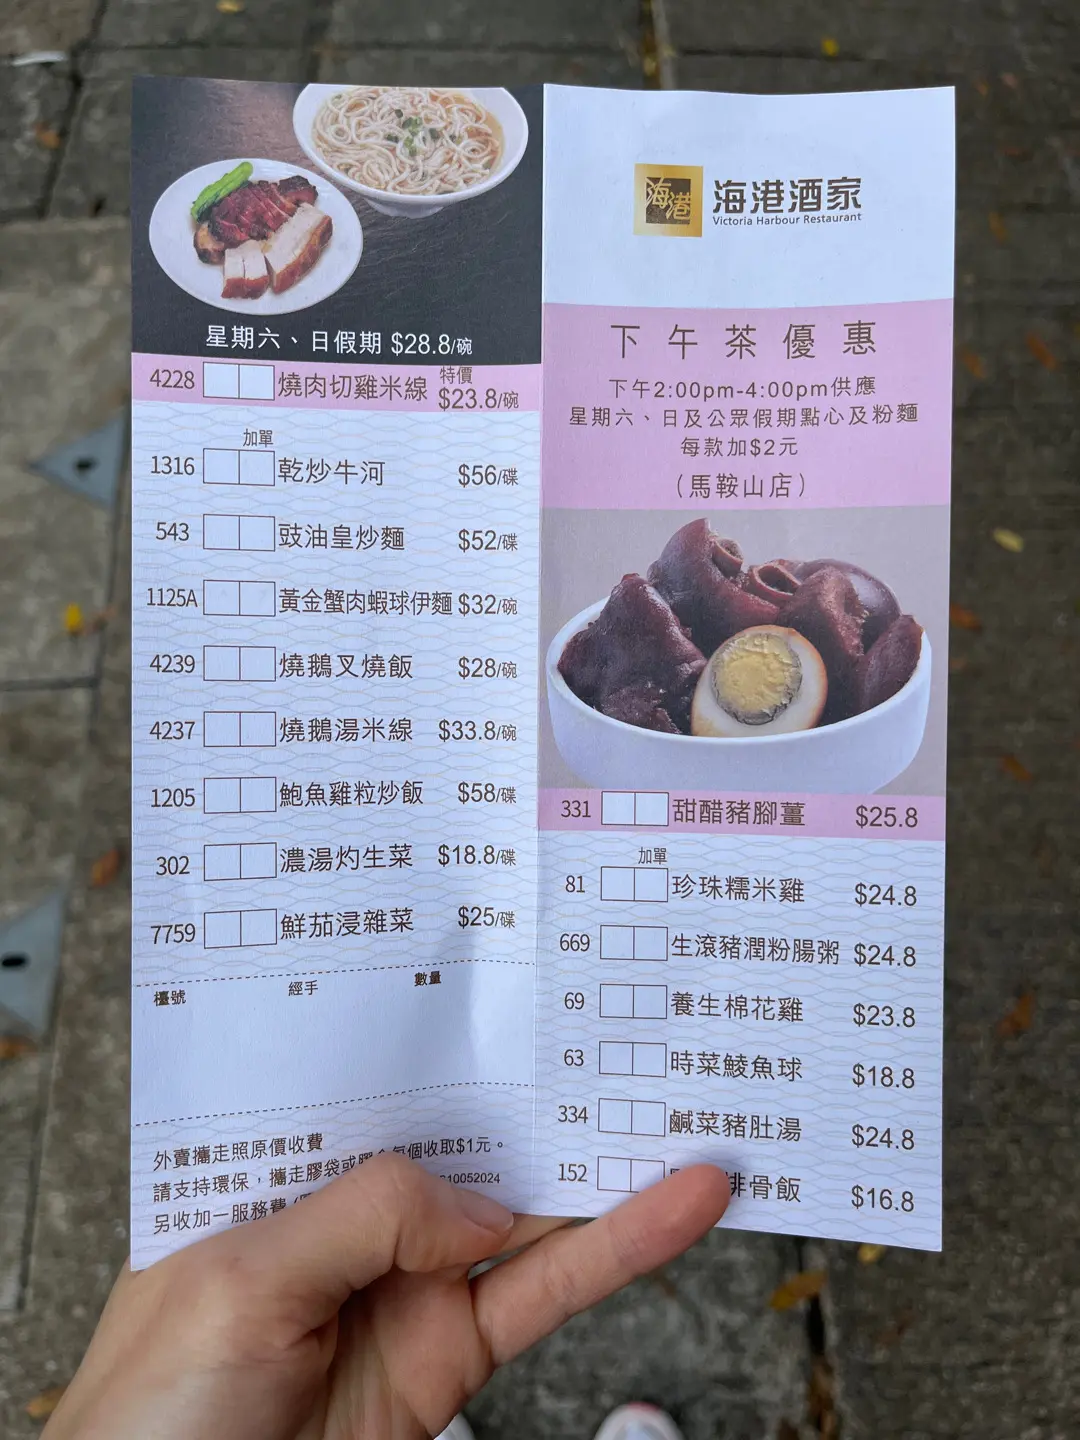 星期六、日假期 $28.8/碗
4228 燒肉切雞米線 特價 $23.8/碗
加單
1316 乾炒牛河 $56/碟
543 豉油皇炒麵 $52/碟
1125A 黃金蟹肉蝦球伊麵 $32/碗
4239 燒鵝叉燒飯 $28/碗
4237 燒鵝湯米線 $33.8/碗
1205 鮑魚雞粒炒飯 $58/碟
302 濃湯灼生菜 $18.8/碟
7759 鮮茄浸雜菜 $25/碟
檯號 經手 數量
外賣攜走照原價收費
請支持環保，攜走膠袋或膠 每個收取$1元。
另收加一服務費
10052024
海港 海港酒家
Victoria Harbour Restaurant
下午茶優惠
下午2:00pm-4:00pm供應
星期六、日及公眾假期點心及粉麵
每款加$2元
（馬鞍山店）
331 甜醋豬腳薑 $25.8
加單
81 珍珠糯米雞 $24.8
669 生滾豬潤粉腸粥 $24.8
69 養生棉花雞 $23.8
63 時菜鯪魚球 $18.8
334 鹹菜豬肚湯 $24.8
152 排骨飯 $16.8